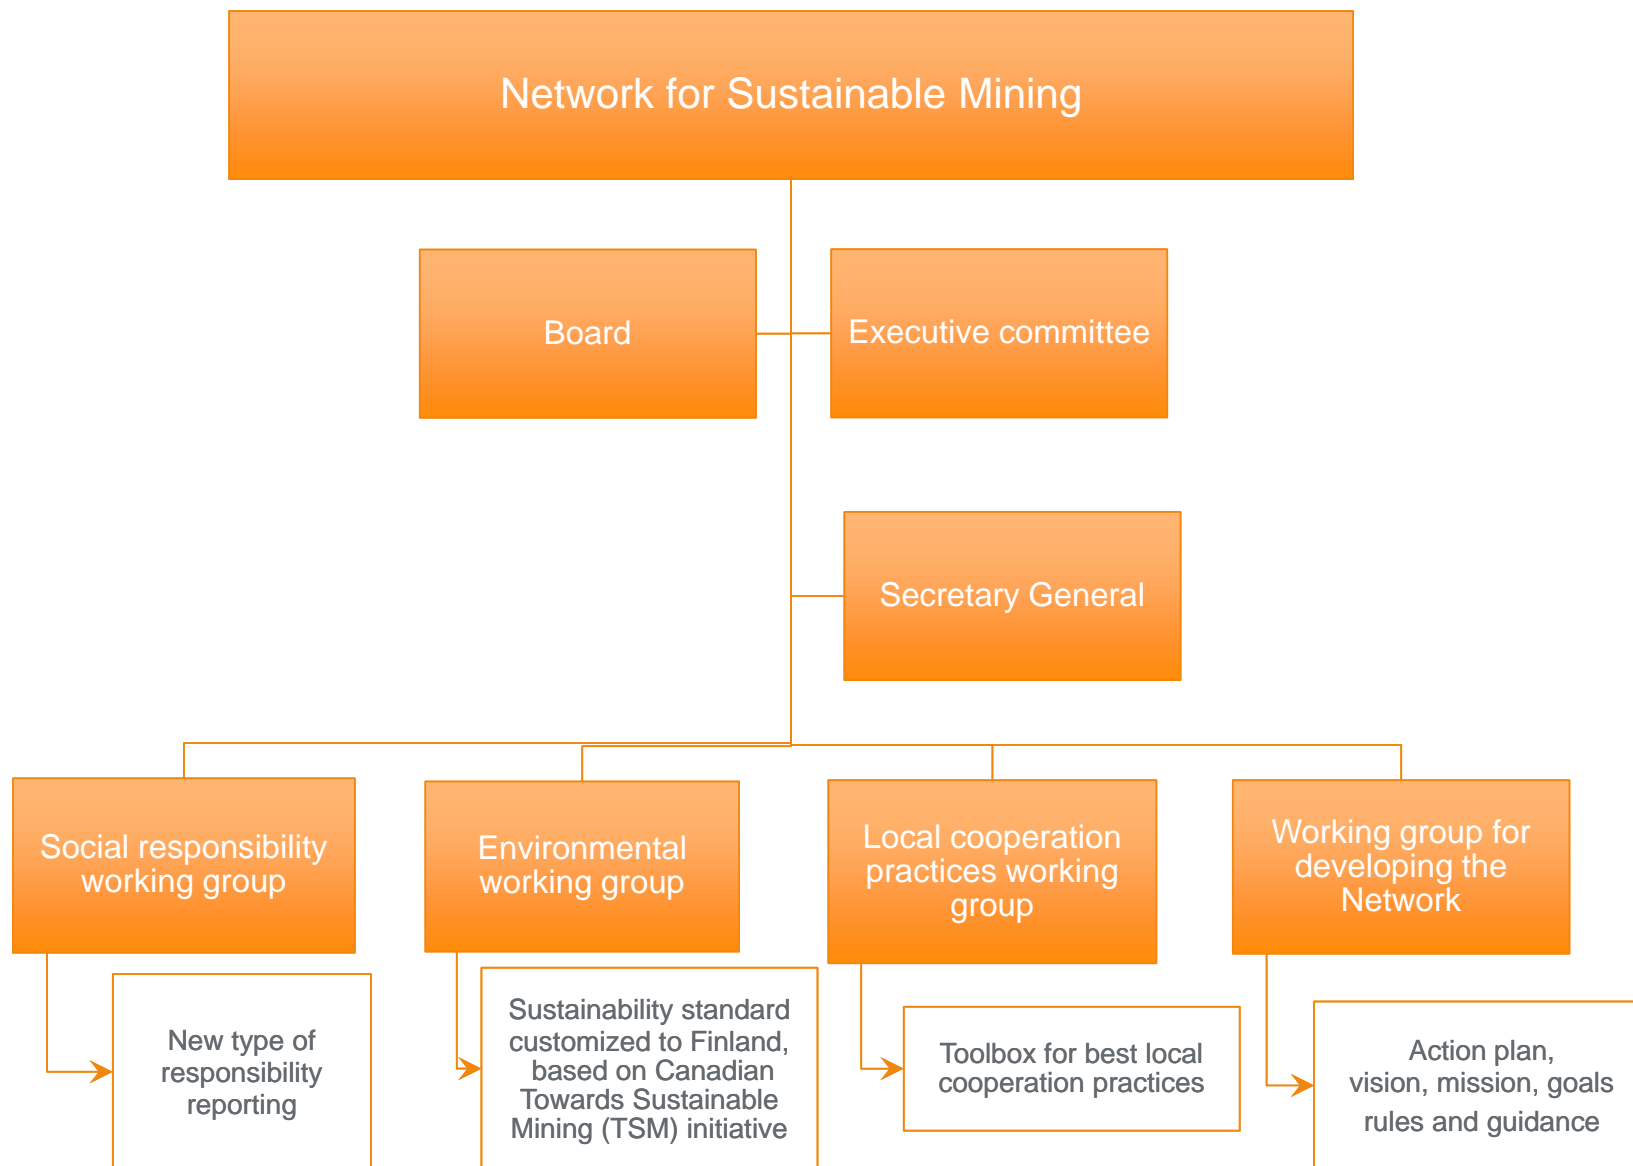 Network for Sustainable Mining
Board
Executive committee
Secretary General
Social responsibility
working group
Environmental
working group
Local cooperation
practices working
group
Working group for
developing the
Network
New type of
responsibility
reporting
Sustainability standard
customized to Finland,
based on Canadian
Towards Sustainable
Mining (TSM) initiative
Toolbox for best local
cooperation practices
Action plan,
vision, mission, goals
rules and guidance